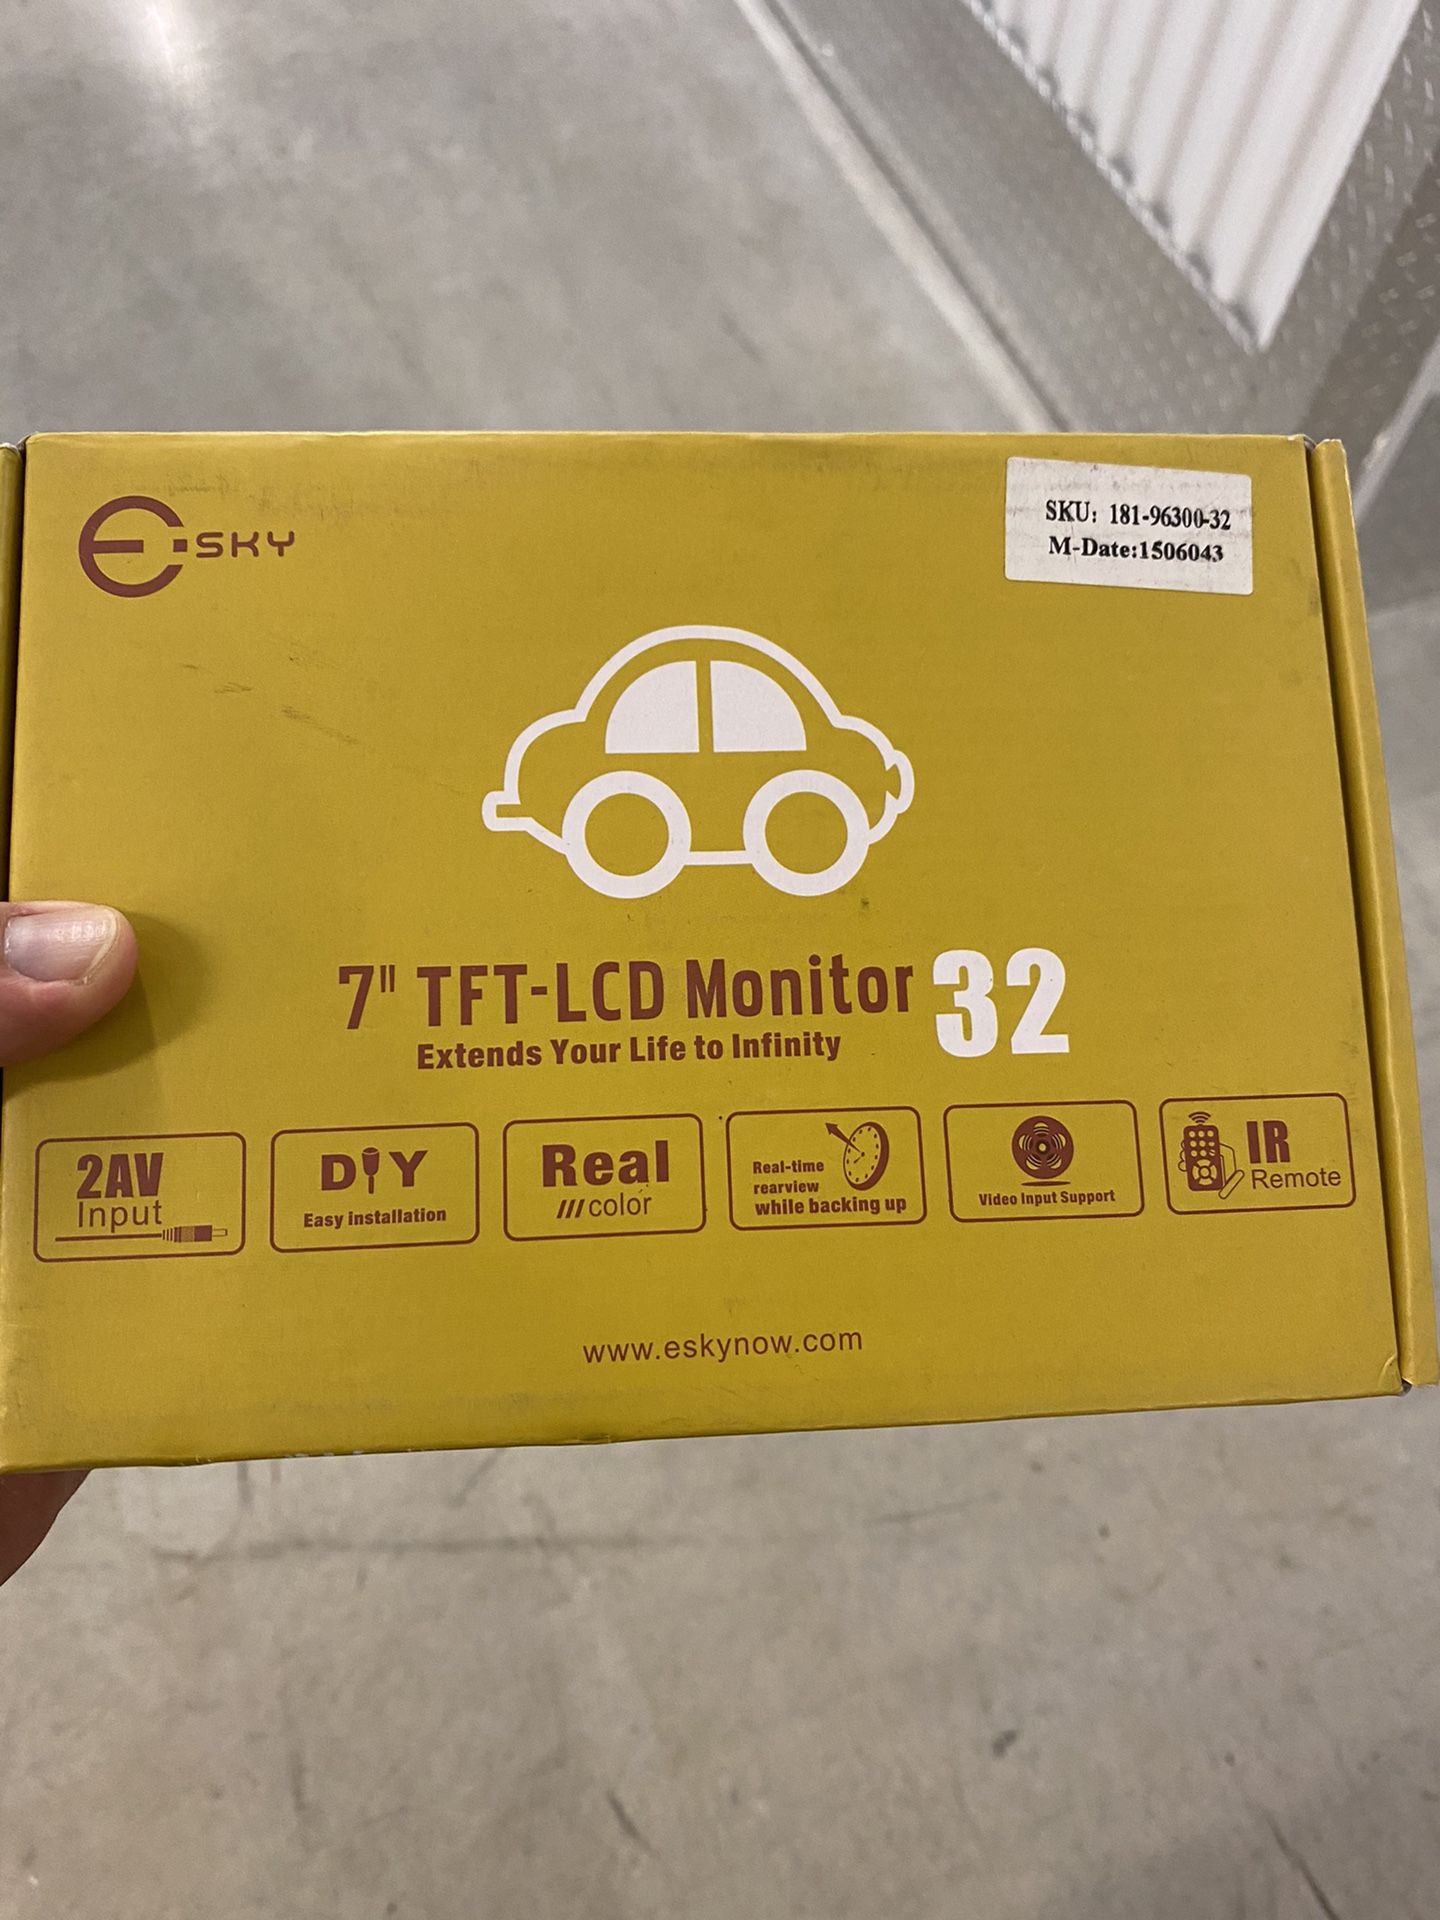 E·SKY
SKU: 181-96300-32
M-Date:1506043
7" TFT-LCD Monitor 32
Extends Your Life to Infinity
2AV
Input
DIY
Easy installation
Real
/// color
Real-time
rearview
while backing up
Video Input Support
IR
Remote
www.eskynow.com